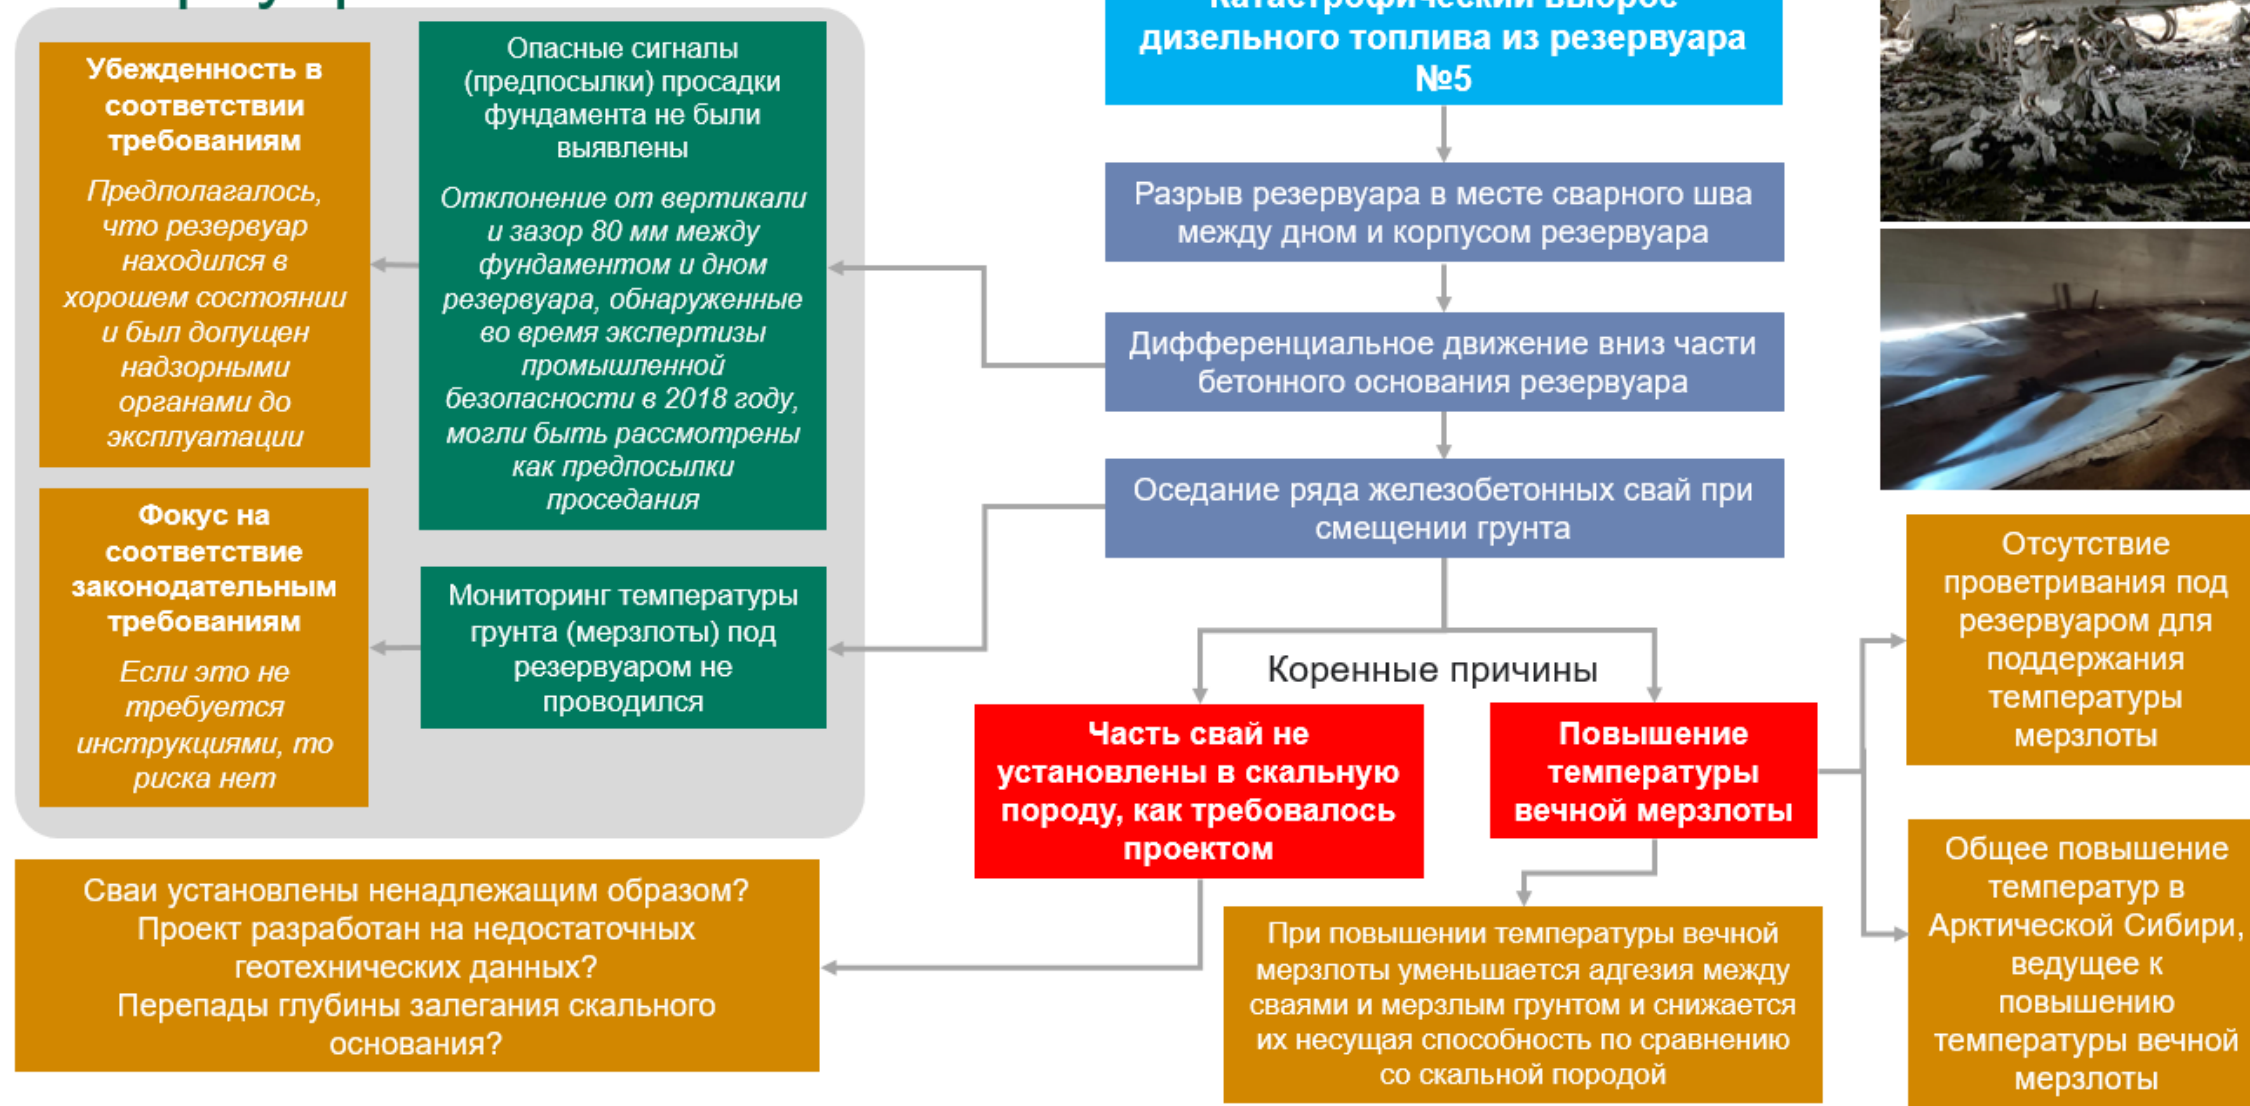 Катастрофический выброс
дизельного топлива из резервуара
№5
Убежденность в
соответствии
требованиям
Предполагалось,
что резервуар
находился в
хорошем состоянии
и был допущен
надзорными
органами до
эксплуатации
Опасные сигналы
(предпосылки) просадки
фундамента не были
выявлены
Отклонение от вертикали
и зазор 80 мм между
фундаментом и дном
резервуара, обнаруженные
во время экспертизы
промышленной
безопасности в 2018 году,
могли быть рассмотрены
как предпосылки
проседания
Разрыв резервуара в месте сварного шва
между дном и корпусом резервуара
Дифференциальное движение вниз части
бетонного основания резервуара
Оседание ряда железобетонных свай при
смещении грунта
Фокус на
соответствие
законодательным
требованиям
Если это не
требуется
инструкциями, то
риска нет
Мониторинг температуры
грунта (мерзлоты) под
резервуаром не
проводился
Коренные причины
Часть свай не
установлены в скальную
породу, как требовалось
проектом
Повышение
температуры
вечной мерзлоты
Отсутствие
проветривания под
резервуаром для
поддержания
температуры
мерзлоты
Общее повышение
температур в
Арктической Сибири,
ведущее к
повышению
температуры вечной
мерзлоты
Сваи установлены ненадлежащим образом?
Проект разработан на недостаточных
геотехнических данных?
Перепады глубины залегания скального
основания?
При повышении температуры вечной
мерзлоты уменьшается адгезия между
сваями и мерзлым грунтом и снижается
их несущая способность по сравнению
со скальной породой